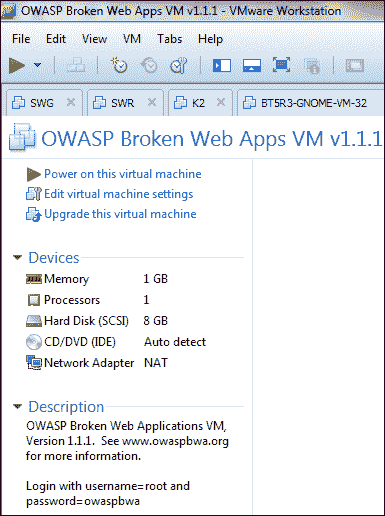 OWASP Broken Web Apps VM v1.1.1 - VMware Workstation
File Edit View VM Tabs Help
SWG SWR K2 BT5R3-GNOME-VM-32
OWASP Broken Web Apps VM v1.1.1
Power on this virtual machine
Edit virtual machine settings
Upgrade this virtual machine
Devices
Memory 1 GB
Processors 1
Hard Disk (SCSI) 8 GB
CD/DVD (IDE) Auto detect
Network Adapter NAT
Description
OWASP Broken Web Applications VM,
Version 1.1.1. See www.owaspbwa.org
for more information.
Login with username=root and
password=owaspbwa